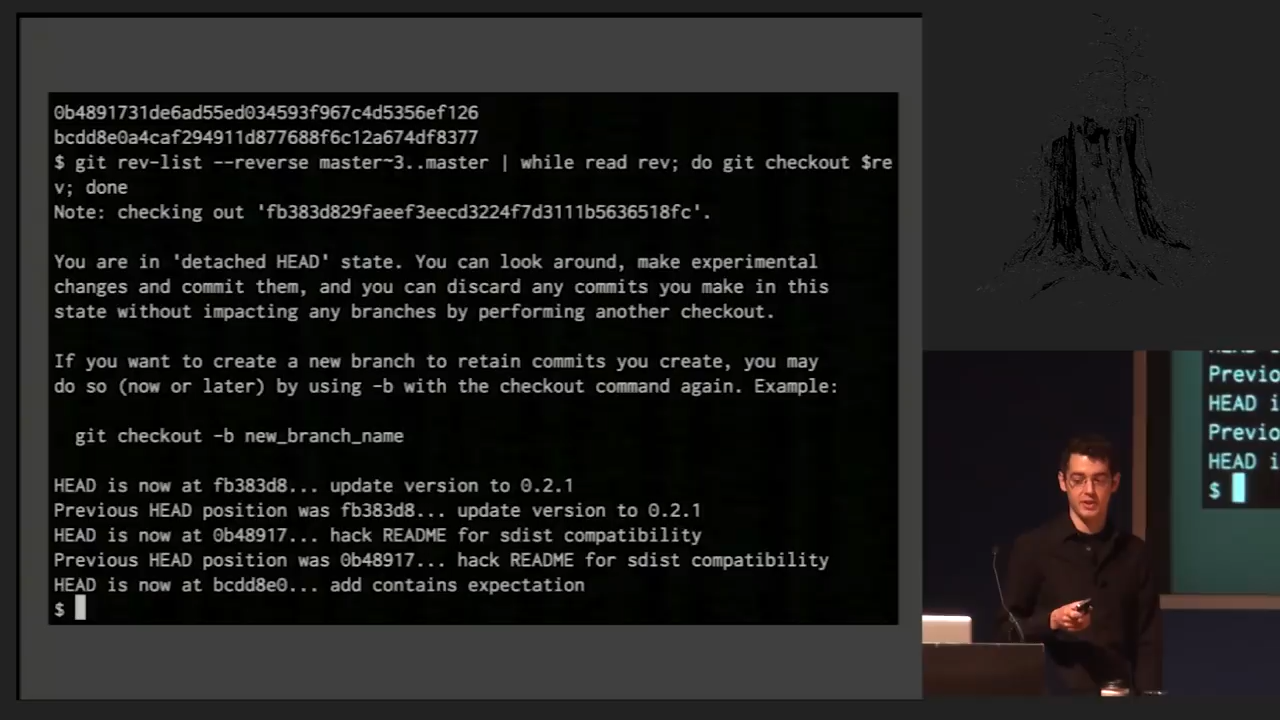 0b4891731de6ad55ed034593f967c4d5356ef126
bcdd8e0a4caf294911d877688f6c12a674df8377
$ git rev-list --reverse master~3..master | while read rev; do git checkout $re
v; done
Note: checking out 'fb383d829faeef3eecd3224f7d3111b5636518fc'.
You are in 'detached HEAD' state. You can look around, make experimental
changes and commit them, and you can discard any commits you make in this
state without impacting any branches by performing another checkout.
If you want to create a new branch to retain commits you create, you may
do so (now or later) by using -b with the checkout command again. Example:
git checkout -b new_branch_name
HEAD is now at fb383d8... update version to 0.2.1
Previous HEAD position was fb383d8... update version to 0.2.1
HEAD is now at 0b48917... hack README for sdist compatibility
Previous HEAD position was 0b48917... hack README for sdist compatibility
HEAD is now at bcdd8e0... add contains expectation
$
Previo
HEAD i
Previo
HEAD i
$